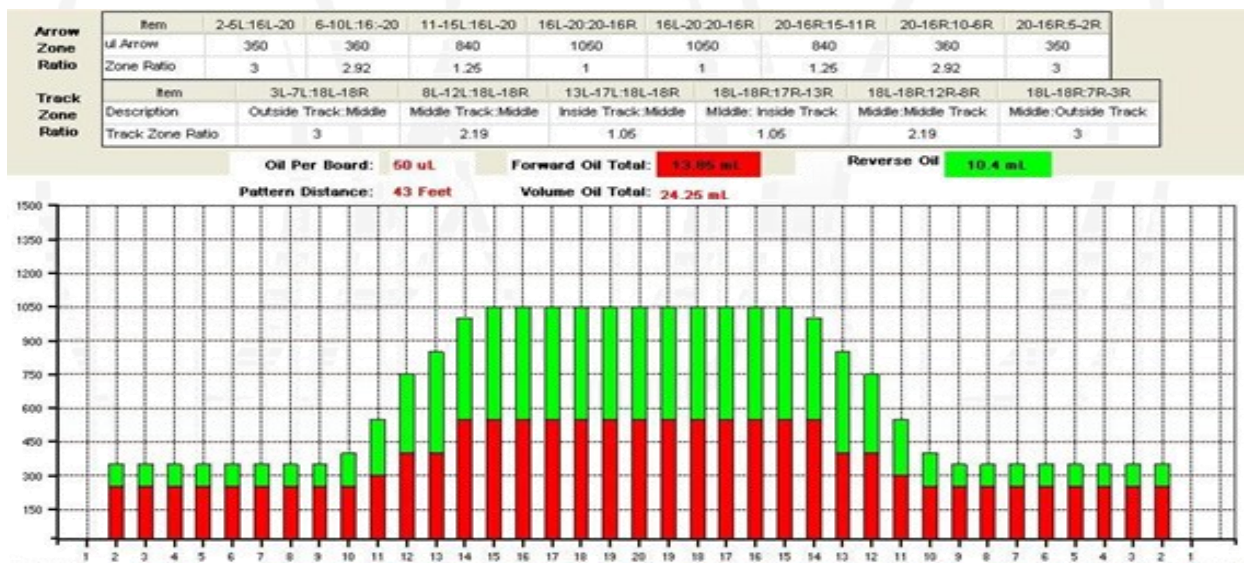 Arrow Zone Ratio
Item 2-5L:16L-20 6-10L:16:-20 11-15L:16L-20 16L-20:20-16R 16L-20:20-16R 20-16R:15-11R 20-16R:10-6R 20-16R:5-2R
ul Arrow 350 360 840 1050 1050 840 360 350
Zone Ratio 3 2.92 1.25 1 1 1.25 2.92 3
Track Zone Ratio
Item 3L-7L:18L-18R 8L-12L:18L-18R 13L-17L:18L-18R 18L-18R:17R-13R 18L-18R:12R-8R 18L-18R:7R-3R
Description Outside Track:Middle Middle Track:Middle Inside Track:Middle Middle: Inside Track Middle:Middle Track Middle:Outside Track
Track Zone Ratio 3 2.19 1.05 1.05 2.19 3
Oil Per Board: 50 uL Forward Oil Total: 13.85 mL Reverse Oil 10.4 mL
Pattern Distance: 43 Feet Volume Oil Total: 24.25 mL
1500
1350
1200
1050
900
750
600
450
300
150
1 2 3 4 5 6 7 8 9 10 11 12 13 14 15 16 17 18 19 20 19 18 17 16 15 14 13 12 11 10 9 8 7 6 5 4 3 2 1